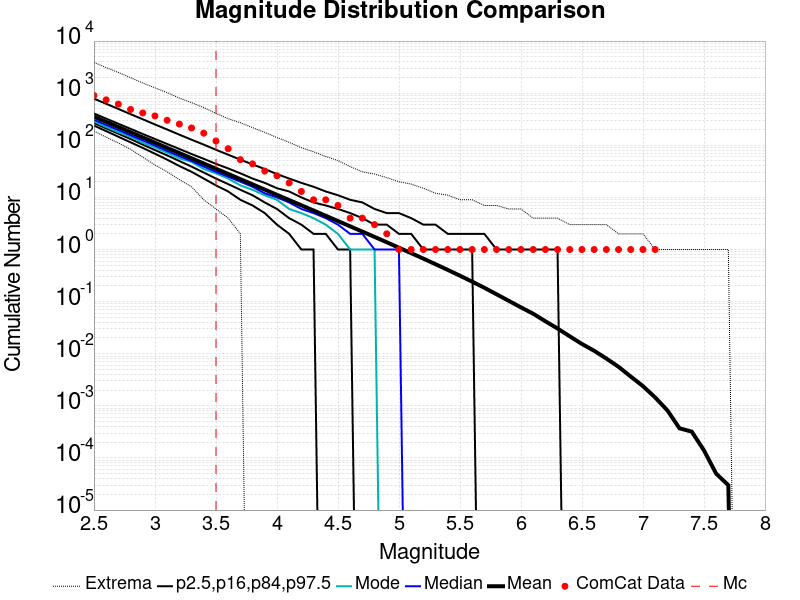 Magnitude Distribution Comparison
10^4
10^3
10^2
10^1
10^0
10^-1
10^-2
10^-3
10^-4
10^-5
Cumulative Number
2.5 3 3.5 4 4.5 5 5.5 6 6.5 7 7.5 8
Magnitude
Extrema p2.5,p16,p84,p97.5 Mode Median Mean ComCat Data Mc